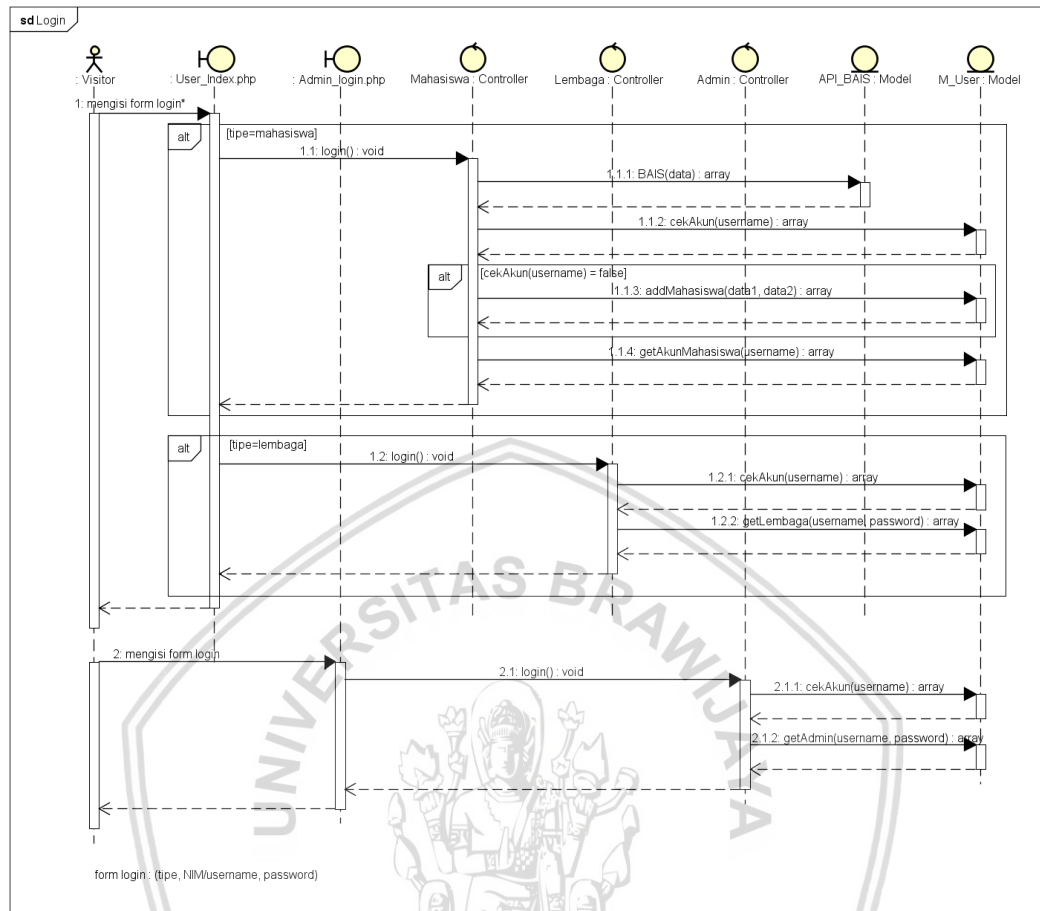 sd Login
: Visitor
: User_Index.php
: Admin_login.php
Mahasiswa : Controller
Lembaga : Controller
Admin : Controller
API_BAIS : Model
M_User : Model
1: mengisi form login*
alt
[tipe=mahasiswa]
1.1: login() : void
1.1.1: BAIS(data) : array
1.1.2: cekAkun(username) : array
alt
[cekAkun(username) = false]
1.1.3: addMahasiswa(data1, data2) : array
1.1.4: getAkunMahasiswa(username) : array
alt
[tipe=lembaga]
1.2: login() : void
1.2.1: cekAkun(username) : array
1.2.2: getLembaga(username, password) : array
2: mengisi form login
2.1: login() : void
2.1.1: cekAkun(username) : array
2.1.2: getAdmin(username, password) : array
form login : (tipe, NIM/username, password)
UNIVERSITAS BRAWIJAYA